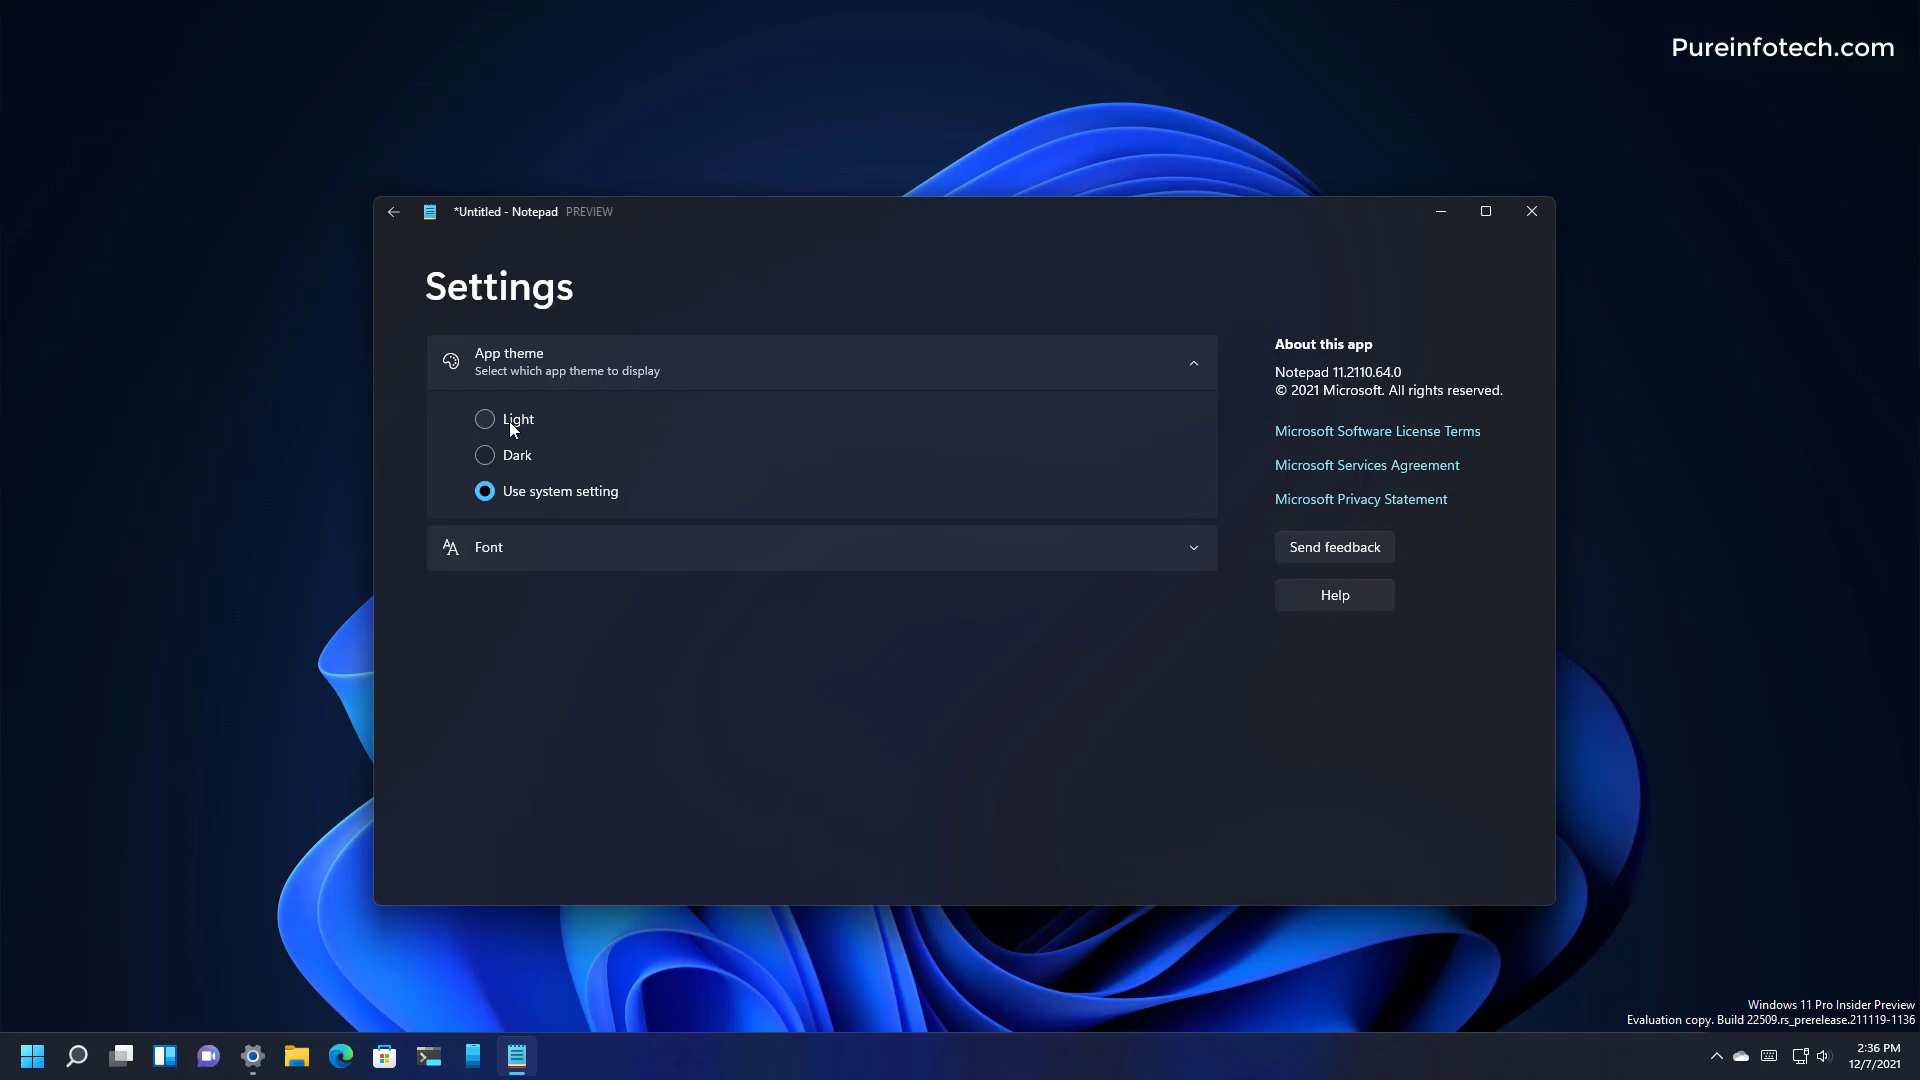 Pureinfotech.com
*Untitled - Notepad PREVIEW
Settings
App theme
Select which app theme to display
Light
Dark
Use system setting
Font
About this app
Notepad 11.2110.64.0
© 2021 Microsoft. All rights reserved.
Microsoft Software License Terms
Microsoft Services Agreement
Microsoft Privacy Statement
Send feedback
Help
Windows 11 Pro Insider Preview
Evaluation copy. Build 22509.rs_prerelease.211119-1136
2:36 PM
12/7/2021